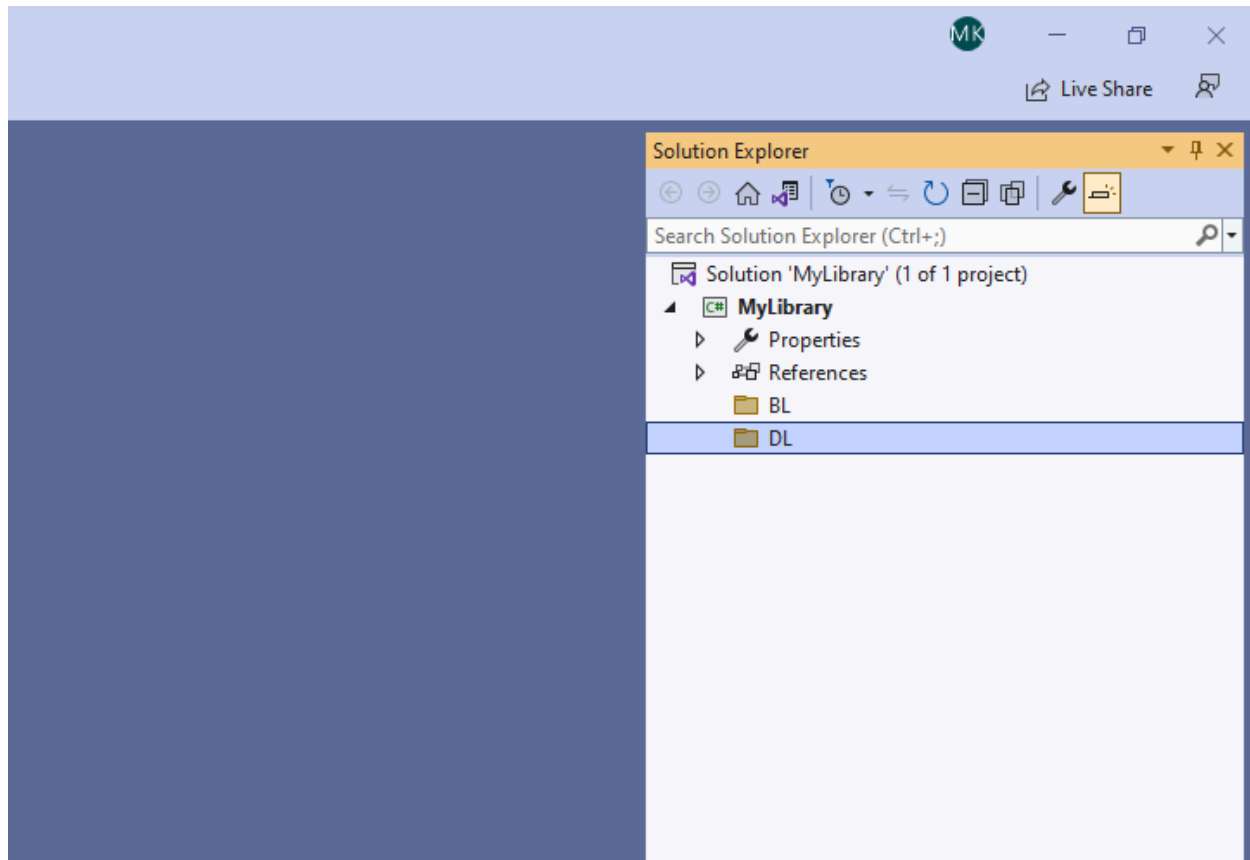 MK
Live Share
Solution Explorer
Search Solution Explorer (Ctrl+;)
Solution 'MyLibrary' (1 of 1 project)
C# MyLibrary
Properties
References
BL
DL